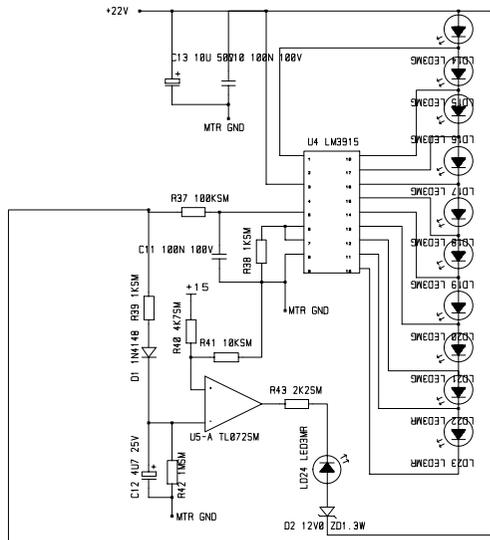 +22V
C13 10U 50V
C10 100N 100V
MTR GND
U4 LM3915
1
2
3
4
5
6
7
8
9
18
17
16
15
14
13
12
11
10
LD14 LED3MG
LD15 LED3MG
LD16 LED3MG
LD17 LED3MG
LD18 LED3MG
LD19 LED3MG
LD20 LED3MG
LD21 LED3MG
LD22 LED3MR
LD23 LED3MR
R37 100KSM
C11 100N 100V
R38 1KSM
MTR GND
+15
R39 1KSM
R40 4K7SM
R41 10KSM
D1 1N4148
U5-A TL072SM
R43 2K2SM
C12 4U7 25V
R42 1MSM
LD24 LED3MR
MTR GND
D2 12V0 ZD1.3W